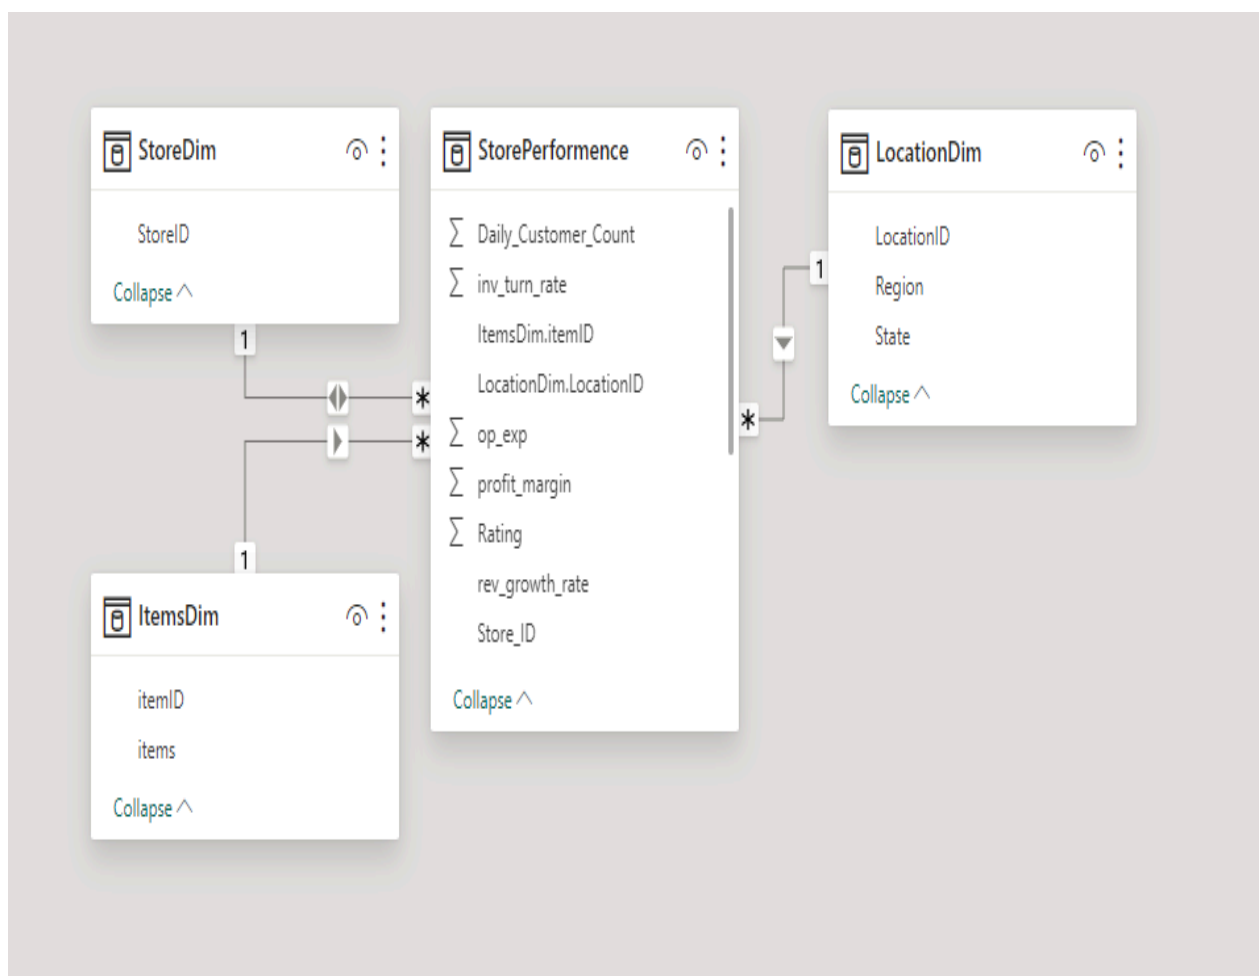 StoreDim
StoreID
Collapse
1
StorePerformence
Daily_Customer_Count
inv_turn_rate
ItemsDim.itemID
LocationDim.LocationID
op_exp
profit_margin
Rating
rev_growth_rate
Store_ID
Collapse
*
*
*
LocationDim
LocationID
Region
State
Collapse
1
1
ItemsDim
itemID
items
Collapse